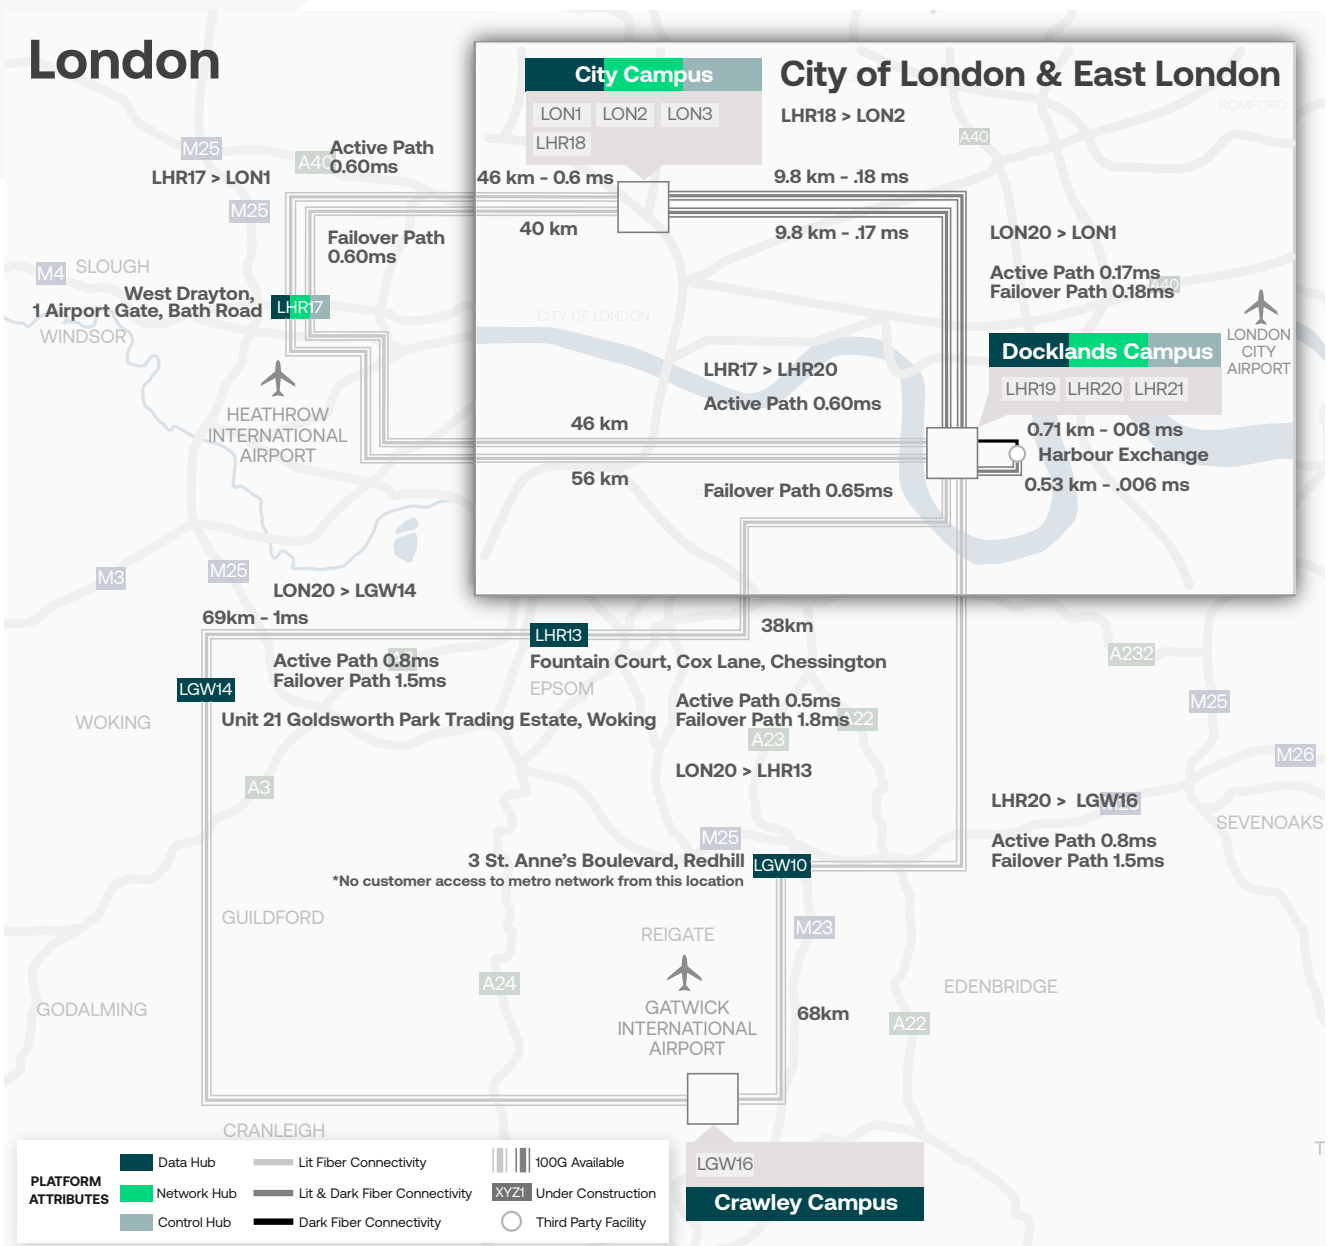 London
City of London & East London
City Campus
LON1 LON2 LON3
LHR18
LHR18 > LON2
ROMFORD
A40
M25
A40
Active Path
0.60ms
LHR17 > LON1
M25
46 km - 0.6 ms
9.8 km - .18 ms
40 km
9.8 km - .17 ms
Failover Path
0.60ms
LON20 > LON1
Active Path 0.17ms
Failover Path 0.18ms
A40
M4
SLOUGH
West Drayton,
1 Airport Gate, Bath Road
LHR17
WINDSOR
CITY OF LONDON
LONDON
CITY
AIRPORT
Docklands Campus
LHR19 LHR20 LHR21
LHR17 > LHR20
Active Path 0.60ms
HEATHROW
INTERNATIONAL
AIRPORT
46 km
56 km
0.71 km - 008 ms
Harbour Exchange
0.53 km - .006 ms
Failover Path 0.65ms
M3
M25
LON20 > LGW14
69km - 1ms
38km
LHR13
Fountain Court, Cox Lane, Chessington
EPSOM
Active Path 0.8ms
Failover Path 1.5ms
LGW14
WOKING
Unit 21 Goldsworth Park Trading Estate, Woking
Active Path 0.5ms
Failover Path 1.8ms
A22
A23
LON20 > LHR13
A232
M25
M26
A3
LHR20 > LGW16
SEVENOAKS
Active Path 0.8ms
Failover Path 1.5ms
M25
3 St. Anne's Boulevard, Redhill
*No customer access to metro network from this location
LGW10
GUILDFORD
REIGATE
M23
A24
EDENBRIDGE
GODALMING
GATWICK
INTERNATIONAL
AIRPORT
68km
A22
CRANLEIGH
LGW16
Crawley Campus
PLATFORM
ATTRIBUTES
Data Hub
Network Hub
Control Hub
Lit Fiber Connectivity
Lit & Dark Fiber Connectivity
Dark Fiber Connectivity
100G Available
XYZ1 Under Construction
Third Party Facility
T